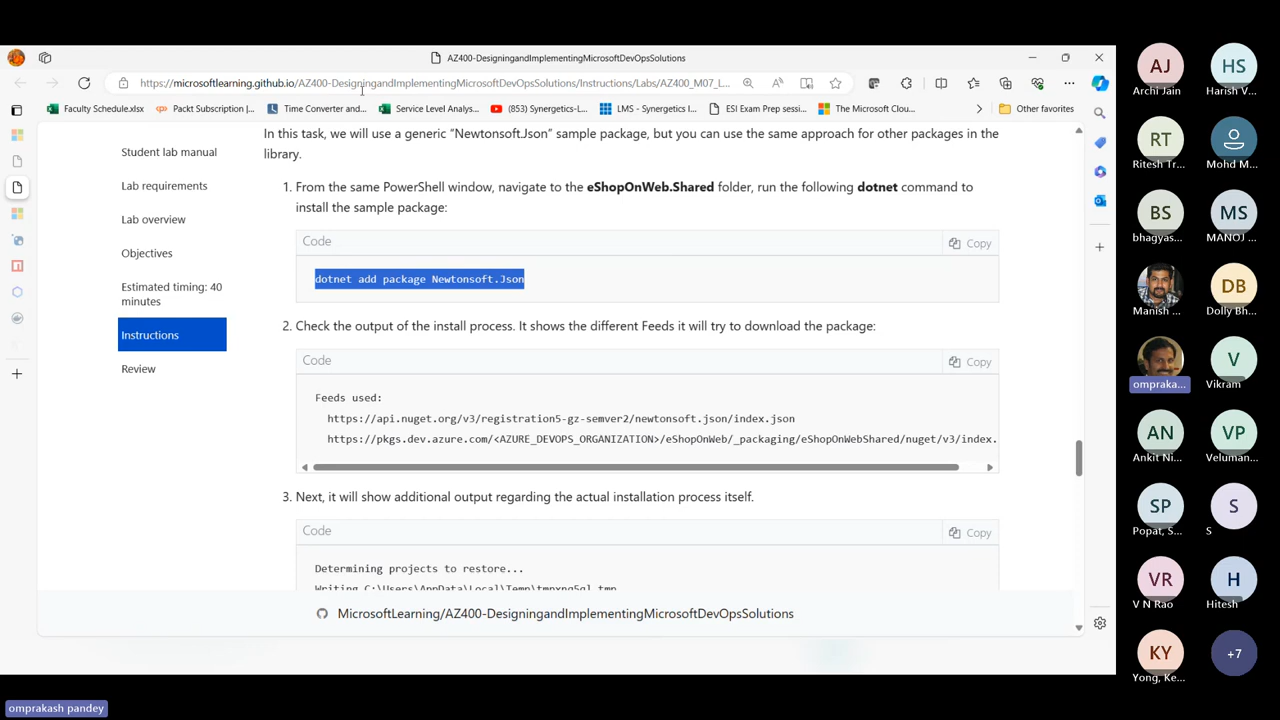 AZ400-DesigningandImplementingMicrosoftDevOpsSolutions
https://microsoftlearning.github.io/AZ400-DesigningandImplementingMicrosoftDevOpsSolutions/Instructions/Labs/AZ400_M07_L...
Faculty Schedule.xlsx
Packt Subscription |...
Time Converter and...
Service Level Analys...
(853) Synergetics-L...
LMS - Synergetics I...
ESI Exam Prep sessi...
The Microsoft Clou...
Other favorites
Student lab manual
Lab requirements
Lab overview
Objectives
Estimated timing: 40
minutes
Instructions
Review
In this task, we will use a generic “Newtonsoft.Json” sample package, but you can use the same approach for other packages in the
library.
1. From the same PowerShell window, navigate to the eShopOnWeb.Shared folder, run the following dotnet command to
install the sample package:
Code
Copy
dotnet add package Newtonsoft.Json
2. Check the output of the install process. It shows the different Feeds it will try to download the package:
Code
Copy
Feeds used:
https://api.nuget.org/v3/registration5-gz-semver2/newtonsoft.json/index.json
https://pkgs.dev.azure.com/<AZURE_DEVOPS_ORGANIZATION>/eShopOnWeb/_packaging/eShopOnWebShared/nuget/v3/index.
3. Next, it will show additional output regarding the actual installation process itself.
Code
Copy
Determining projects to restore...
MicrosoftLearning/AZ400-DesigningandImplementingMicrosoftDevOpsSolutions
AJ
Archi Jain
HS
Harish V...
RT
Ritesh Tr...
Mohd M...
BS
bhagyas...
MS
MANOJ ...
Manish ...
DB
Dolly Bh...
ompraka...
V
Vikram
AN
Ankit Ni...
VP
Veluman...
SP
Popat, S...
S
S
VR
V N Rao
H
Hitesh
KY
Yong, Ke...
+7
omprakash pandey